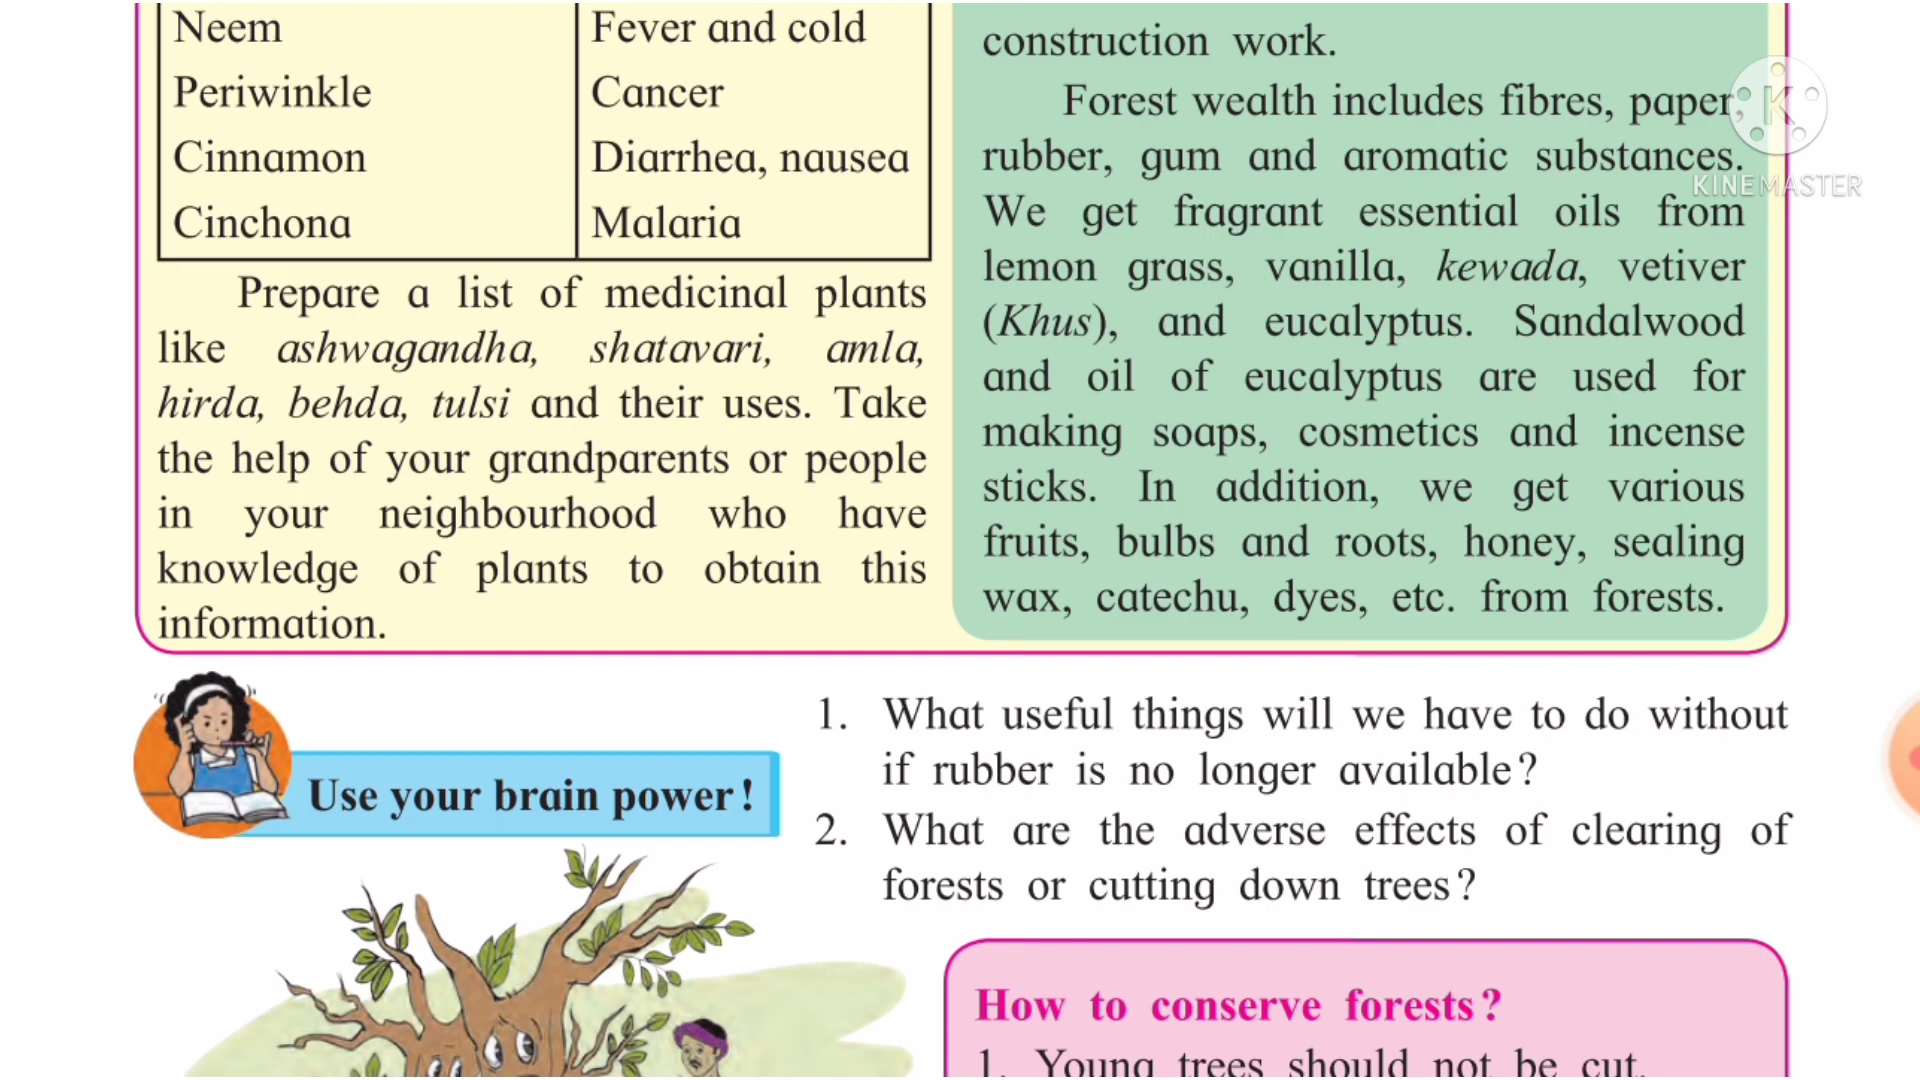 Neem Fever and cold
Periwinkle Cancer
Cinnamon Diarrhea, nausea
Cinchona Malaria
Prepare a list of medicinal plants
like ashwagandha, shatavari, amla,
hirda, behda, tulsi and their uses. Take
the help of your grandparents or people
in your neighbourhood who have
knowledge of plants to obtain this
information.
construction work.
Forest wealth includes fibres, paper,
rubber, gum and aromatic substances.
We get fragrant essential oils from
lemon grass, vanilla, kewada, vetiver
(Khus), and eucalyptus. Sandalwood
and oil of eucalyptus are used for
making soaps, cosmetics and incense
sticks. In addition, we get various
fruits, bulbs and roots, honey, sealing
wax, catechu, dyes, etc. from forests.
K
KINEMASTER
Use your brain power!
1. What useful things will we have to do without
if rubber is no longer available?
2. What are the adverse effects of clearing of
forests or cutting down trees?
How to conserve forests?
1. Young trees should not be cut.